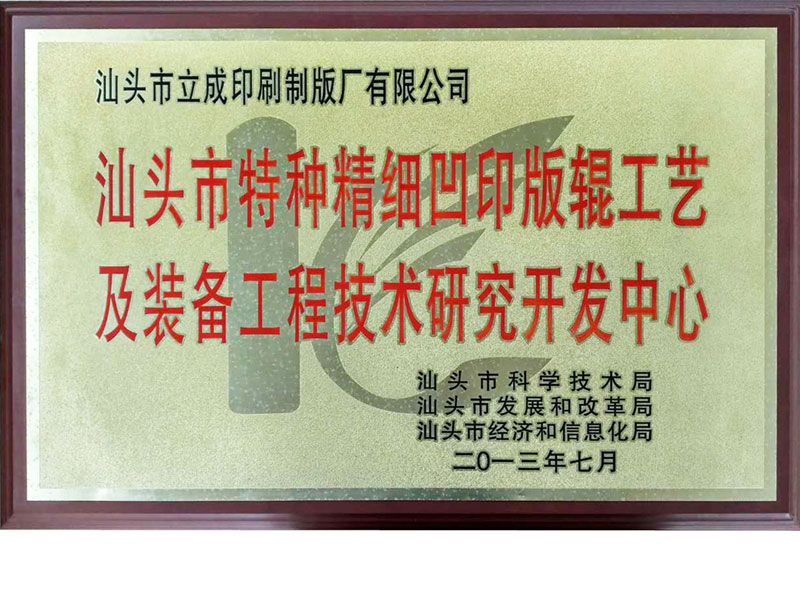 汕头市立成印刷制版厂有限公司
汕头市特种精细凹印版辊工艺
及装备工程技术研究开发中心
汕头市科学技术局
汕头市发展和改革局
汕头市经济和信息化局
二〇一三年七月